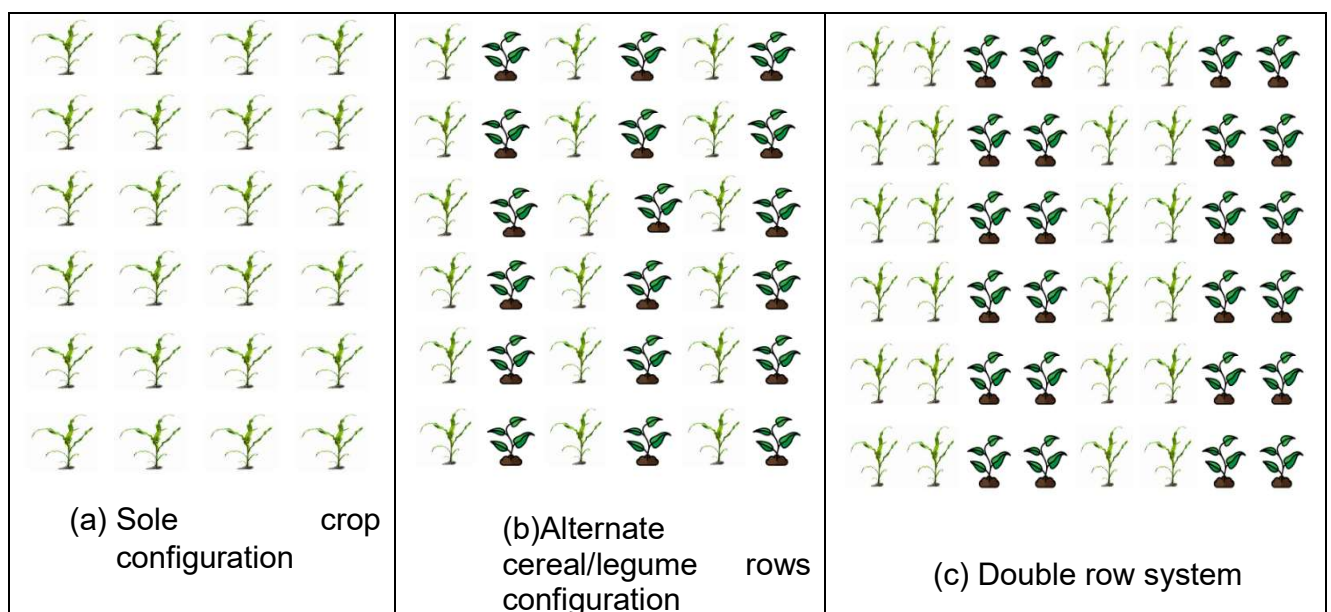 (a) Sole crop
configuration
(b)Alternate
cereal/legume rows
configuration
(c) Double row system